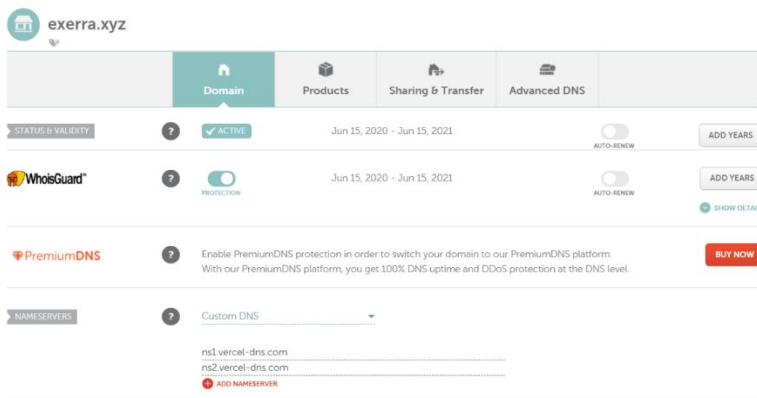 exerra.xyz
Domain
Products
Sharing & Transfer
Advanced DNS
STATUS & VALIDITY
?
ACTIVE
Jun 15, 2020 - Jun 15, 2021
AUTO-RENEW
ADD YEARS
WhoisGuard
?
PROTECTION
Jun 15, 2020 - Jun 15, 2021
AUTO-RENEW
ADD YEARS
SHOW DETAI
PremiumDNS
?
Enable PremiumDNS protection in order to switch your domain to our PremiumDNS platform.
With our PremiumDNS platform, you get 100% DNS uptime and DDoS protection at the DNS level.
BUY NOW
NAMESERVERS
?
Custom DNS
ns1.vercel-dns.com
ns2.vercel-dns.com
ADD NAMESERVER